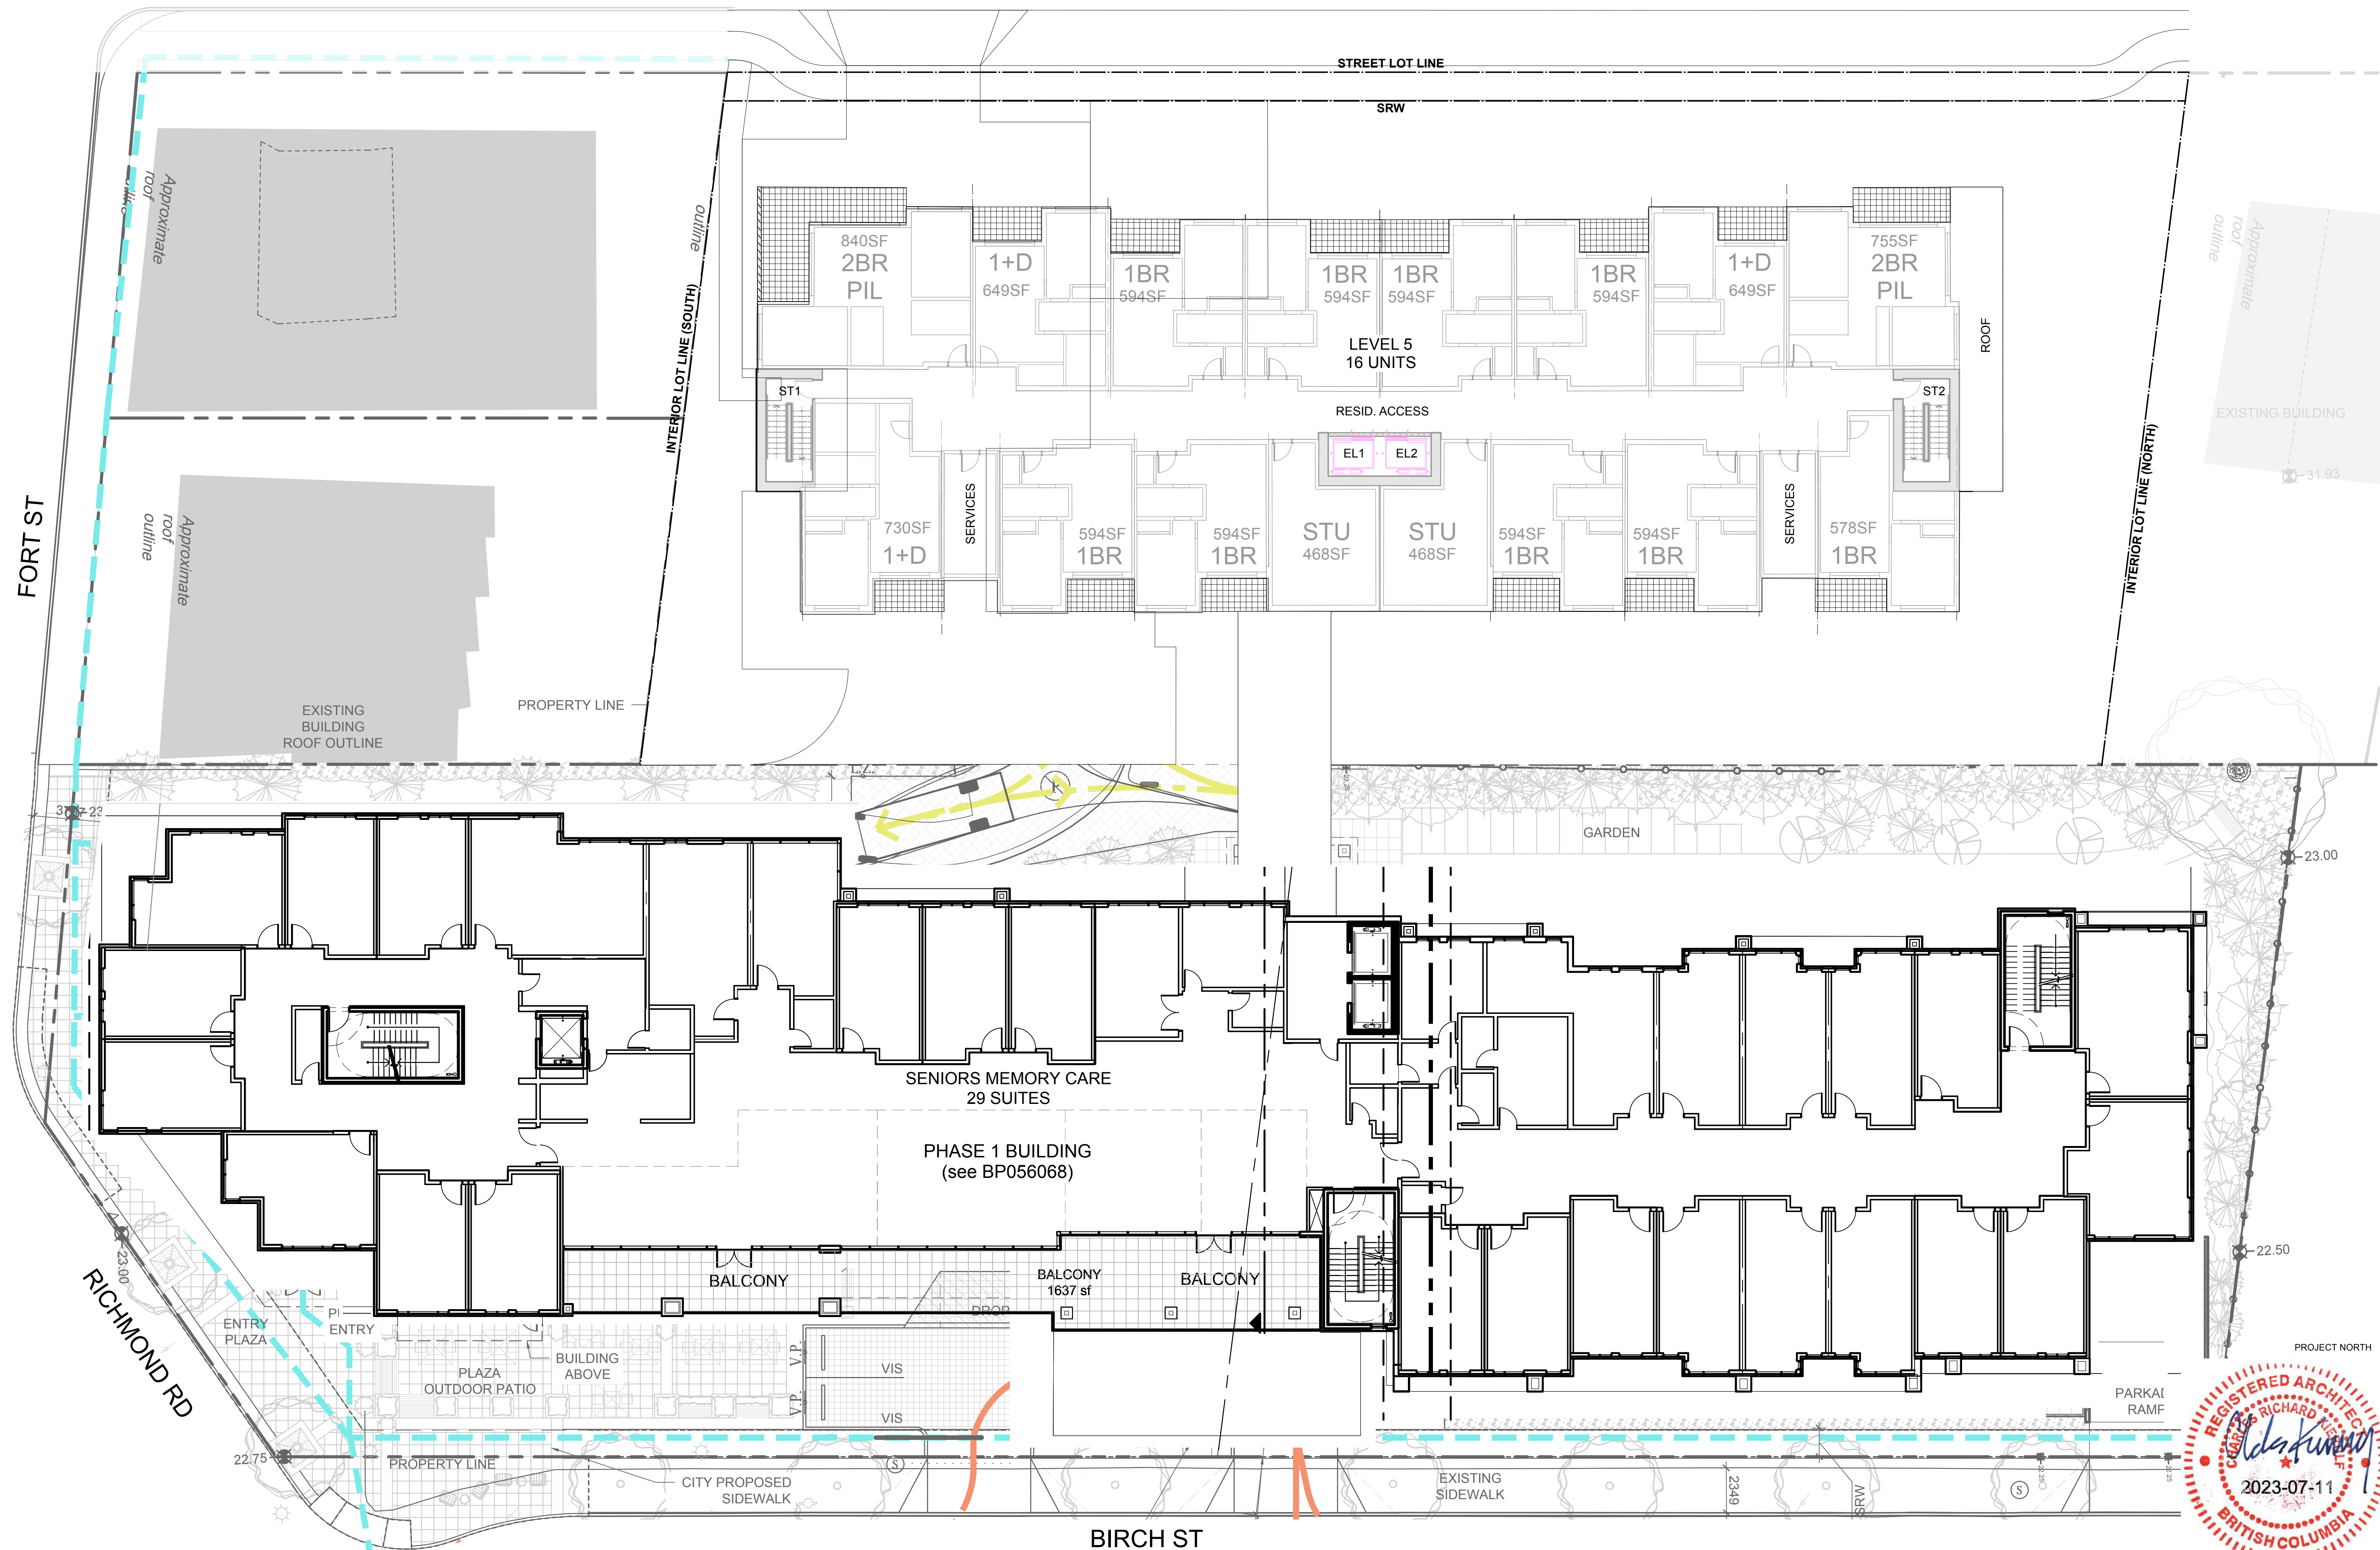 STREET LOT LINE
SRW
Approximate
roof
outline
INTERIOR LOT LINE (SOUTH)
840SF
2BR
PIL
1+D
649SF
1BR
594SF
1BR
594SF
1BR
594SF
1BR
594SF
1+D
649SF
755SF
2BR
PIL
ROOF
LEVEL 5
16 UNITS
RESID. ACCESS
ST1
ST2
EL1
EL2
730SF
1+D
SERVICES
594SF
1BR
594SF
1BR
STU
468SF
STU
468SF
594SF
1BR
594SF
1BR
SERVICES
578SF
1BR
INTERIOR LOT LINE (NORTH)
Approximate
roof
outline
EXISTING BUILDING
31.93
FORT ST
Approximate
roof
outline
EXISTING
BUILDING
ROOF OUTLINE
PROPERTY LINE
GARDEN
23.00
SENIORS MEMORY CARE
29 SUITES
PHASE 1 BUILDING
(see BP056068)
BALCONY
BALCONY
1637 sf
BALCONY
DROP
23.00
22.50
RICHMOND RD
ENTRY
PLAZA
ENTRY
PLAZA
OUTDOOR PATIO
BUILDING
ABOVE
V.P.
VIS
V.P.
VIS
22.75
PROPERTY LINE
CITY PROPOSED
SIDEWALK
S
EXISTING
SIDEWALK
2349
SRW
S
22.25
22.25
BIRCH ST
PROJECT NORTH
REGISTERED ARCHITECT
2023-07-11
BRITISH COLUMBIA